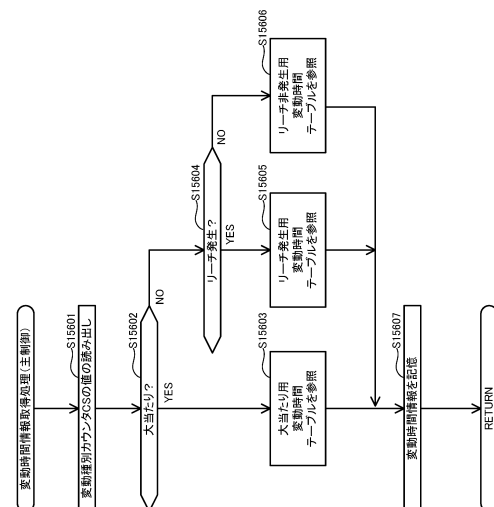 変動時間情報取得処理(主制御)
S15601
変動種別カウンタCSの値の読み出し
S15602
大当たり?
NO
YES
S15604
リーチ発生?
NO
YES
S15603
大当たり用
変動時間
テーブルを参照
S15605
リーチ発生用
変動時間
テーブルを参照
S15606
リーチ非発生用
変動時間
テーブルを参照
S15607
変動時間情報を記憶
RETURN